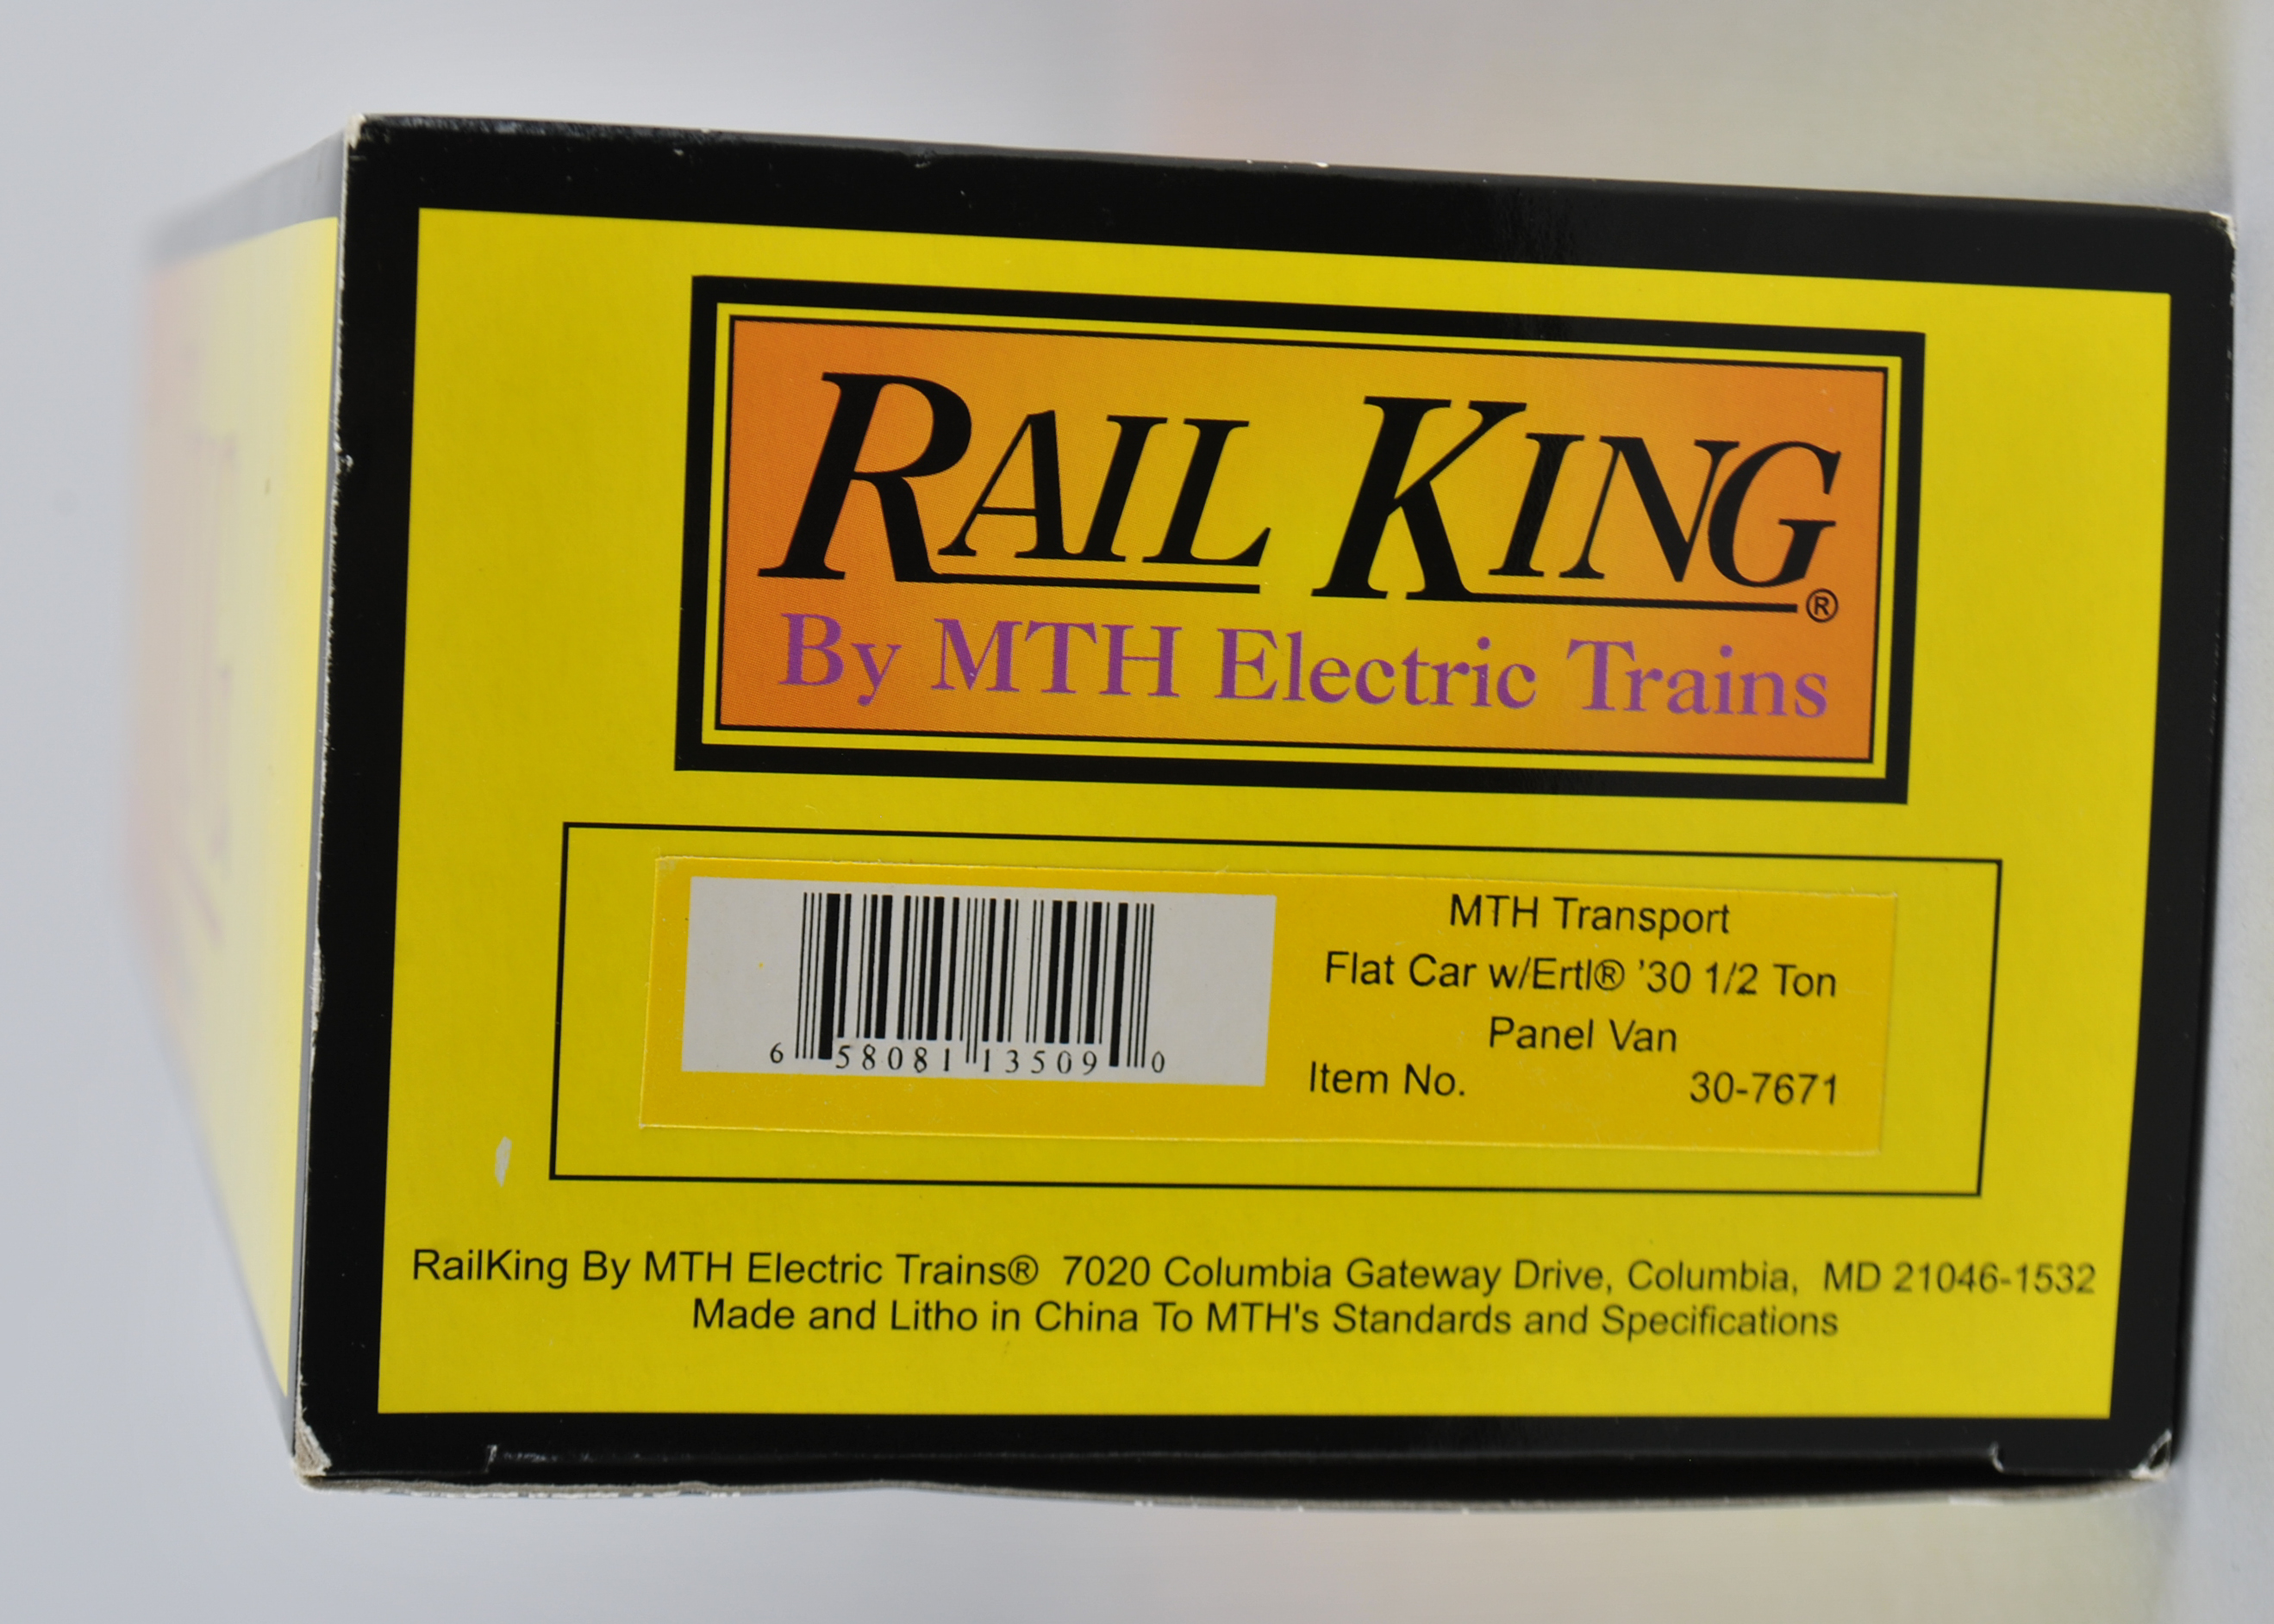 RAIL KING®
By MTH Electric Trains
MTH Transport
Flat Car w/Ertl® '30 1/2 Ton
Panel Van
Item No. 30-7671
6 58081 13509 0
RailKing By MTH Electric Trains® 7020 Columbia Gateway Drive, Columbia, MD 21046-1532
Made and Litho in China To MTH's Standards and Specifications